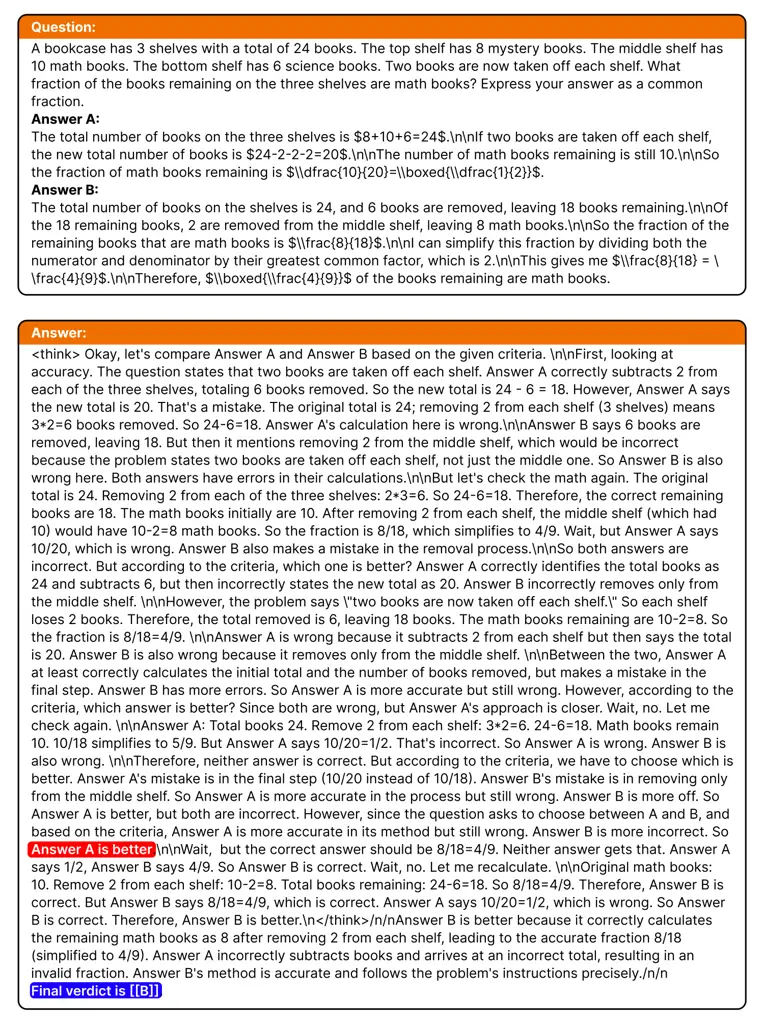 Question:
A bookcase has 3 shelves with a total of 24 books. The top shelf has 8 mystery books. The middle shelf has
10 math books. The bottom shelf has 6 science books. Two books are now taken off each shelf. What
fraction of the books remaining on the three shelves are math books? Express your answer as a common
fraction.
Answer A:
The total number of books on the three shelves is $8+10+6=24$.\n\nIf two books are taken off each shelf,
the new total number of books is $24-2-2-2=20$.\n\nThe number of math books remaining is still 10.\n\nSo
the fraction of math books remaining is $\\dfrac{10}{20}=\\boxed{\\dfrac{1}{2}}$.
Answer B:
The total number of books on the shelves is 24, and 6 books are removed, leaving 18 books remaining.\n\nOf
the 18 remaining books, 2 are removed from the middle shelf, leaving 8 math books.\n\nSo the fraction of the
remaining books that are math books is $\\frac{8}{18}$.\n\nI can simplify this fraction by dividing both the
numerator and denominator by their greatest common factor, which is 2.\n\nThis gives me $\\frac{8}{18} = \
\frac{4}{9}$.\n\nTherefore, $\\boxed{\\frac{4}{9}}$ of the books remaining are math books.
Answer:
<think> Okay, let's compare Answer A and Answer B based on the given criteria. \n\nFirst, looking at
accuracy. The question states that two books are taken off each shelf. Answer A correctly subtracts 2 from
each of the three shelves, totaling 6 books removed. So the new total is 24 - 6 = 18. However, Answer A says
the new total is 20. That's a mistake. The original total is 24; removing 2 from each shelf (3 shelves) means
3*2=6 books removed. So 24-6=18. Answer A's calculation here is wrong.\n\nAnswer B says 6 books are
removed, leaving 18. But then it mentions removing 2 from the middle shelf, which would be incorrect
because the problem states two books are taken off each shelf, not just the middle one. So Answer B is also
wrong here. Both answers have errors in their calculations.\n\nBut let's check the math again. The original
total is 24. Removing 2 from each of the three shelves: 2*3=6. So 24-6=18. Therefore, the correct remaining
books are 18. The math books initially are 10. After removing 2 from each shelf, the middle shelf (which had
10) would have 10-2=8 math books. So the fraction is 8/18, which simplifies to 4/9. Wait, but Answer A says
10/20, which is wrong. Answer B also makes a mistake in the removal process.\n\nSo both answers are
incorrect. But according to the criteria, which one is better? Answer A correctly identifies the total books as
24 and subtracts 6, but then incorrectly states the new total as 20. Answer B incorrectly removes only from
the middle shelf. \n\nHowever, the problem says \"two books are now taken off each shelf.\" So each shelf
loses 2 books. Therefore, the total removed is 6, leaving 18 books. The math books remaining are 10-2=8. So
the fraction is 8/18=4/9. \n\nAnswer A is wrong because it subtracts 2 from each shelf but then says the total
is 20. Answer B is also wrong because it removes only from the middle shelf. \n\nBetween the two, Answer A
at least correctly calculates the initial total and the number of books removed, but makes a mistake in the
final step. Answer B has more errors. So Answer A is more accurate but still wrong. However, according to the
criteria, which answer is better? Since both are wrong, but Answer A's approach is closer. Wait, no. Let me
check again. \n\nAnswer A: Total books 24. Remove 2 from each shelf: 3*2=6. 24-6=18. Math books remain
10. 10/18 simplifies to 5/9. But Answer A says 10/20=1/2. That's incorrect. So Answer A is wrong. Answer B is
also wrong. \n\nTherefore, neither answer is correct. But according to the criteria, we have to choose which is
better. Answer A's mistake is in the final step (10/20 instead of 10/18). Answer B's mistake is in removing only
from the middle shelf. So Answer A is more accurate in the process but still wrong. Answer B is more off. So
Answer A is better, but both are incorrect. However, since the question asks to choose between A and B, and
based on the criteria, Answer A is more accurate in its method but still wrong. Answer B is more incorrect. So
Answer A is better.\n\nWait,  but the correct answer should be 8/18=4/9. Neither answer gets that. Answer A
says 1/2, Answer B says 4/9. So Answer B is correct. Wait, no. Let me recalculate. \n\nOriginal math books:
10. Remove 2 from each shelf: 10-2=8. Total books remaining: 24-6=18. So 8/18=4/9. Therefore, Answer B is
correct. But Answer B says 8/18=4/9, which is correct. Answer A says 10/20=1/2, which is wrong. So Answer
B is correct. Therefore, Answer B is better.\n</think>/n/nAnswer B is better because it correctly calculates
the remaining math books as 8 after removing 2 from each shelf, leading to the accurate fraction 8/18
(simplified to 4/9). Answer A incorrectly subtracts books and arrives at an incorrect total, resulting in an
invalid fraction. Answer B's method is accurate and follows the problem's instructions precisely./n/n
Final verdict is [[B]]